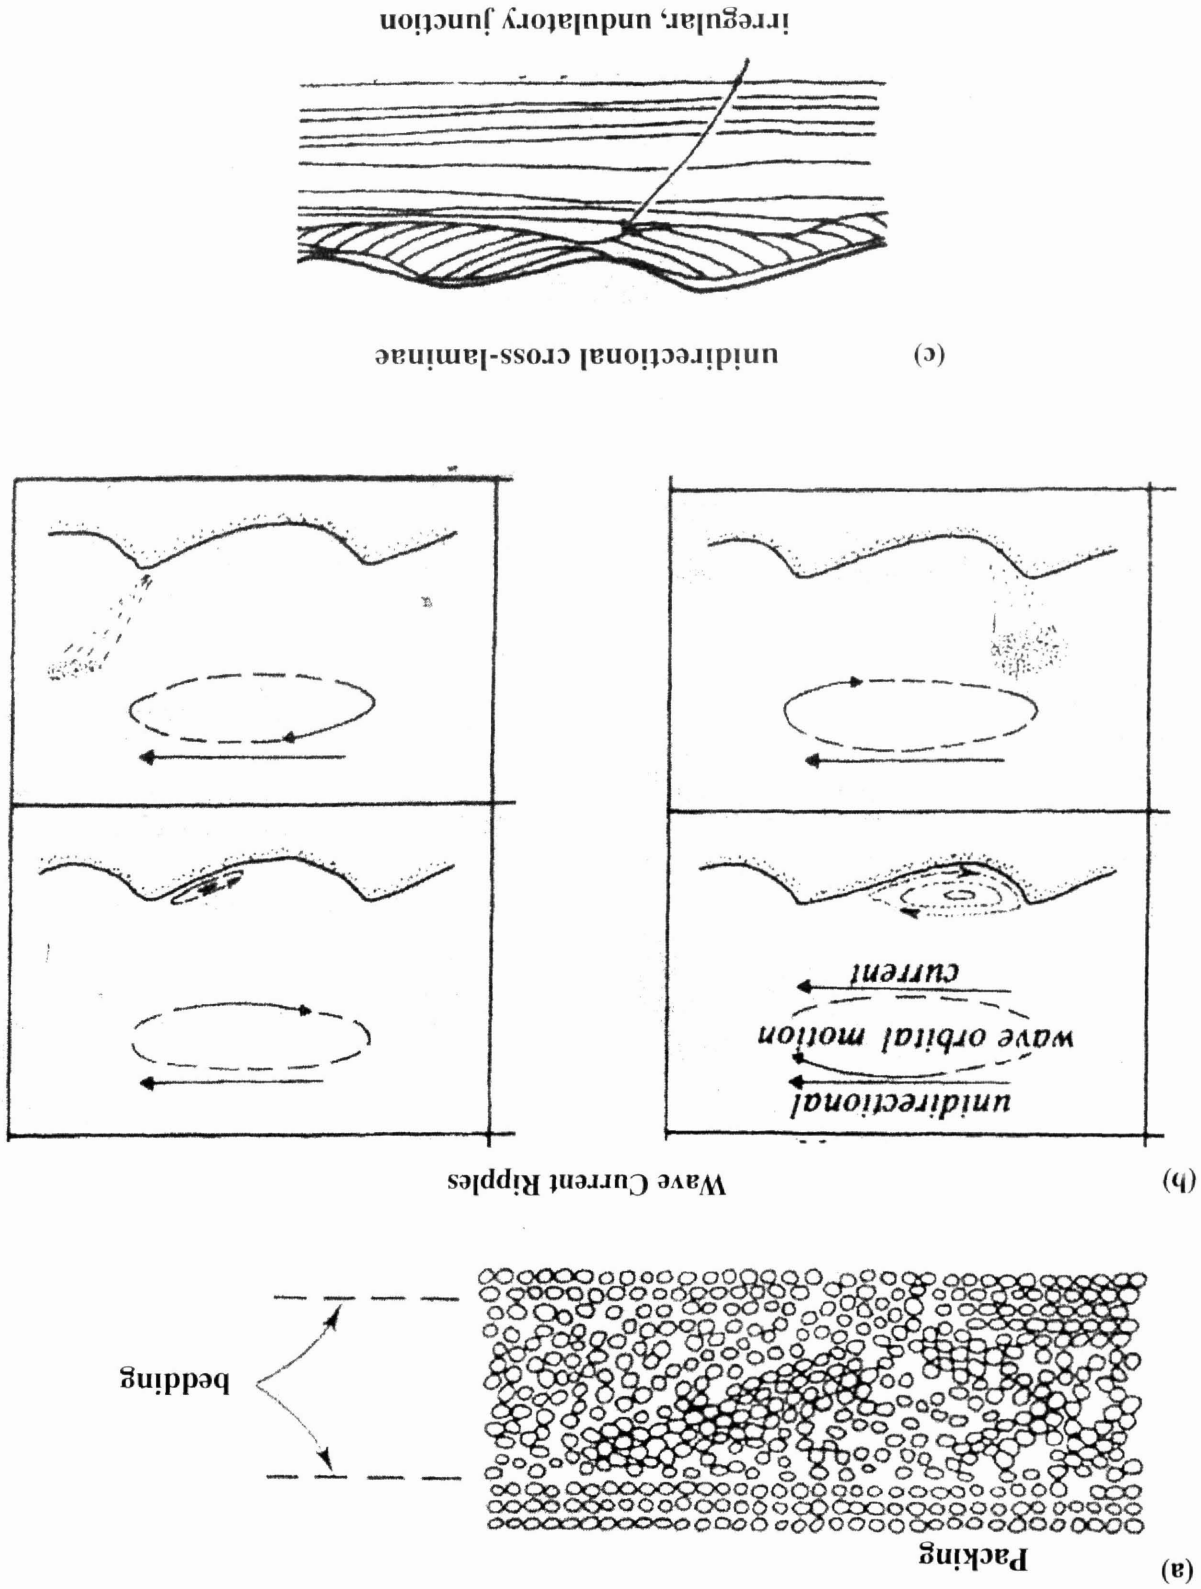 (a)
Packing
bedding
(b)
Wave Current Ripples
unidirectional
wave orbital motion
current
(c)
unidirectional cross-laminae
irregular, undulatory junction